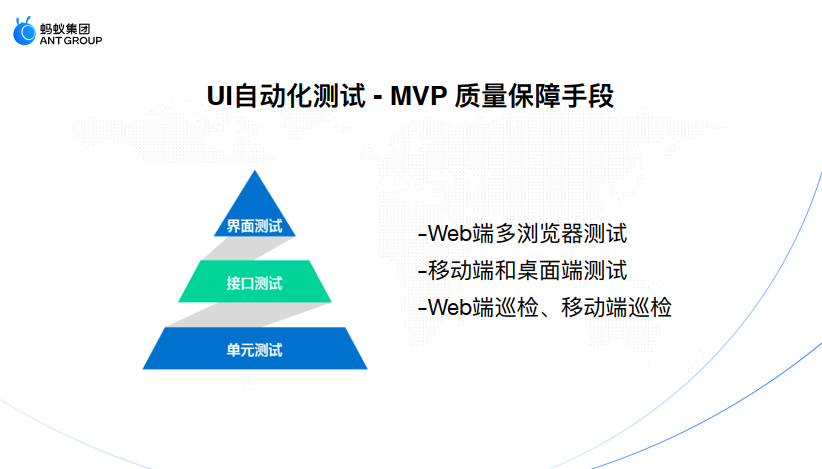 蚂蚁集团
ANT GROUP
UI自动化测试 - MVP 质量保障手段
界面测试
接口测试
单元测试
-Web端多浏览器测试
-移动端和桌面端测试
-Web端巡检、移动端巡检